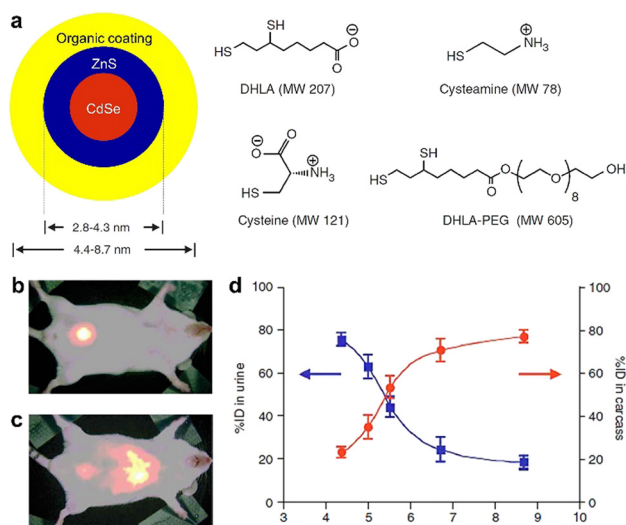 a
Organic coating
ZnS
CdSe
2.8-4.3 nm
4.4-8.7 nm
HS
SH
O
O
⊖
DHLA (MW 207)
HS
⊕
NH3
Cysteamine (MW 78)
⊖
O
O
⊕
NH3
HS
Cysteine (MW 121)
HS
SH
O
O
O
8
OH
DHLA-PEG (MW 605)
b
c
d
100
80
60
40
20
0
%ID in urine
100
80
60
40
20
0
%ID in carcass
3 4 5 6 7 8 9 10